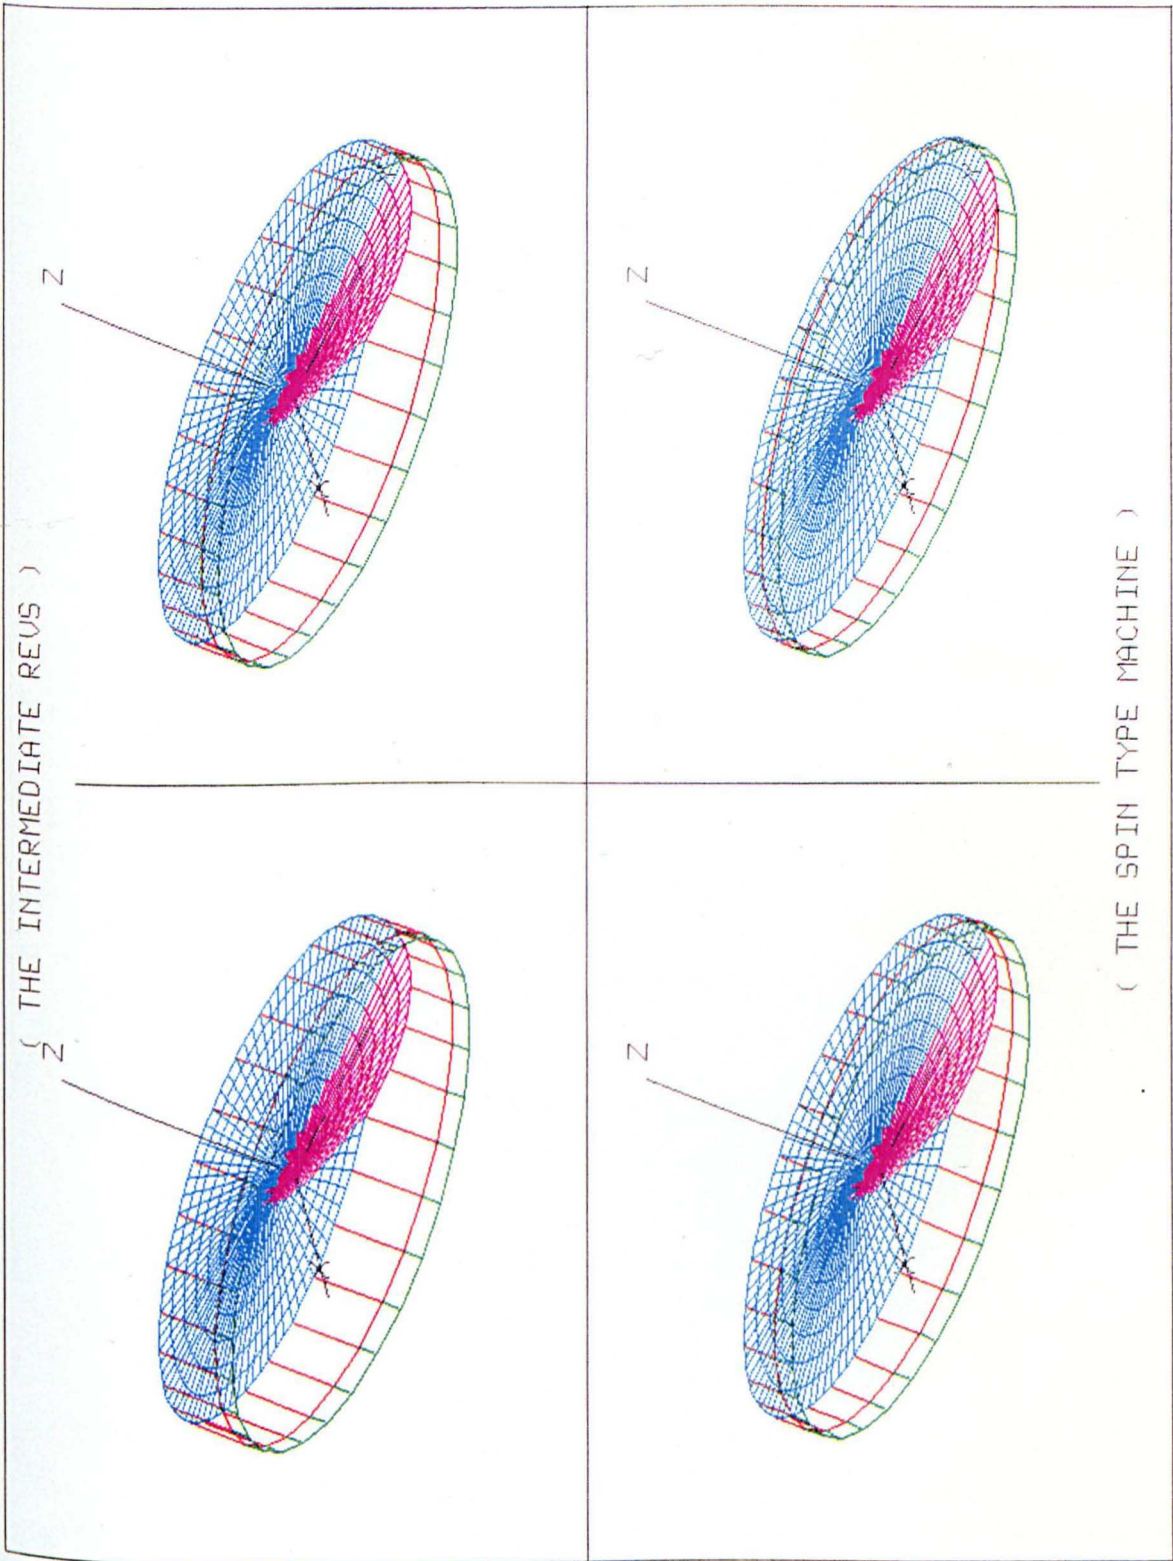 ( THE INTERMEDIATE REVS )
Z
Z
Z
Z
( THE SPIN TYPE MACHINE )